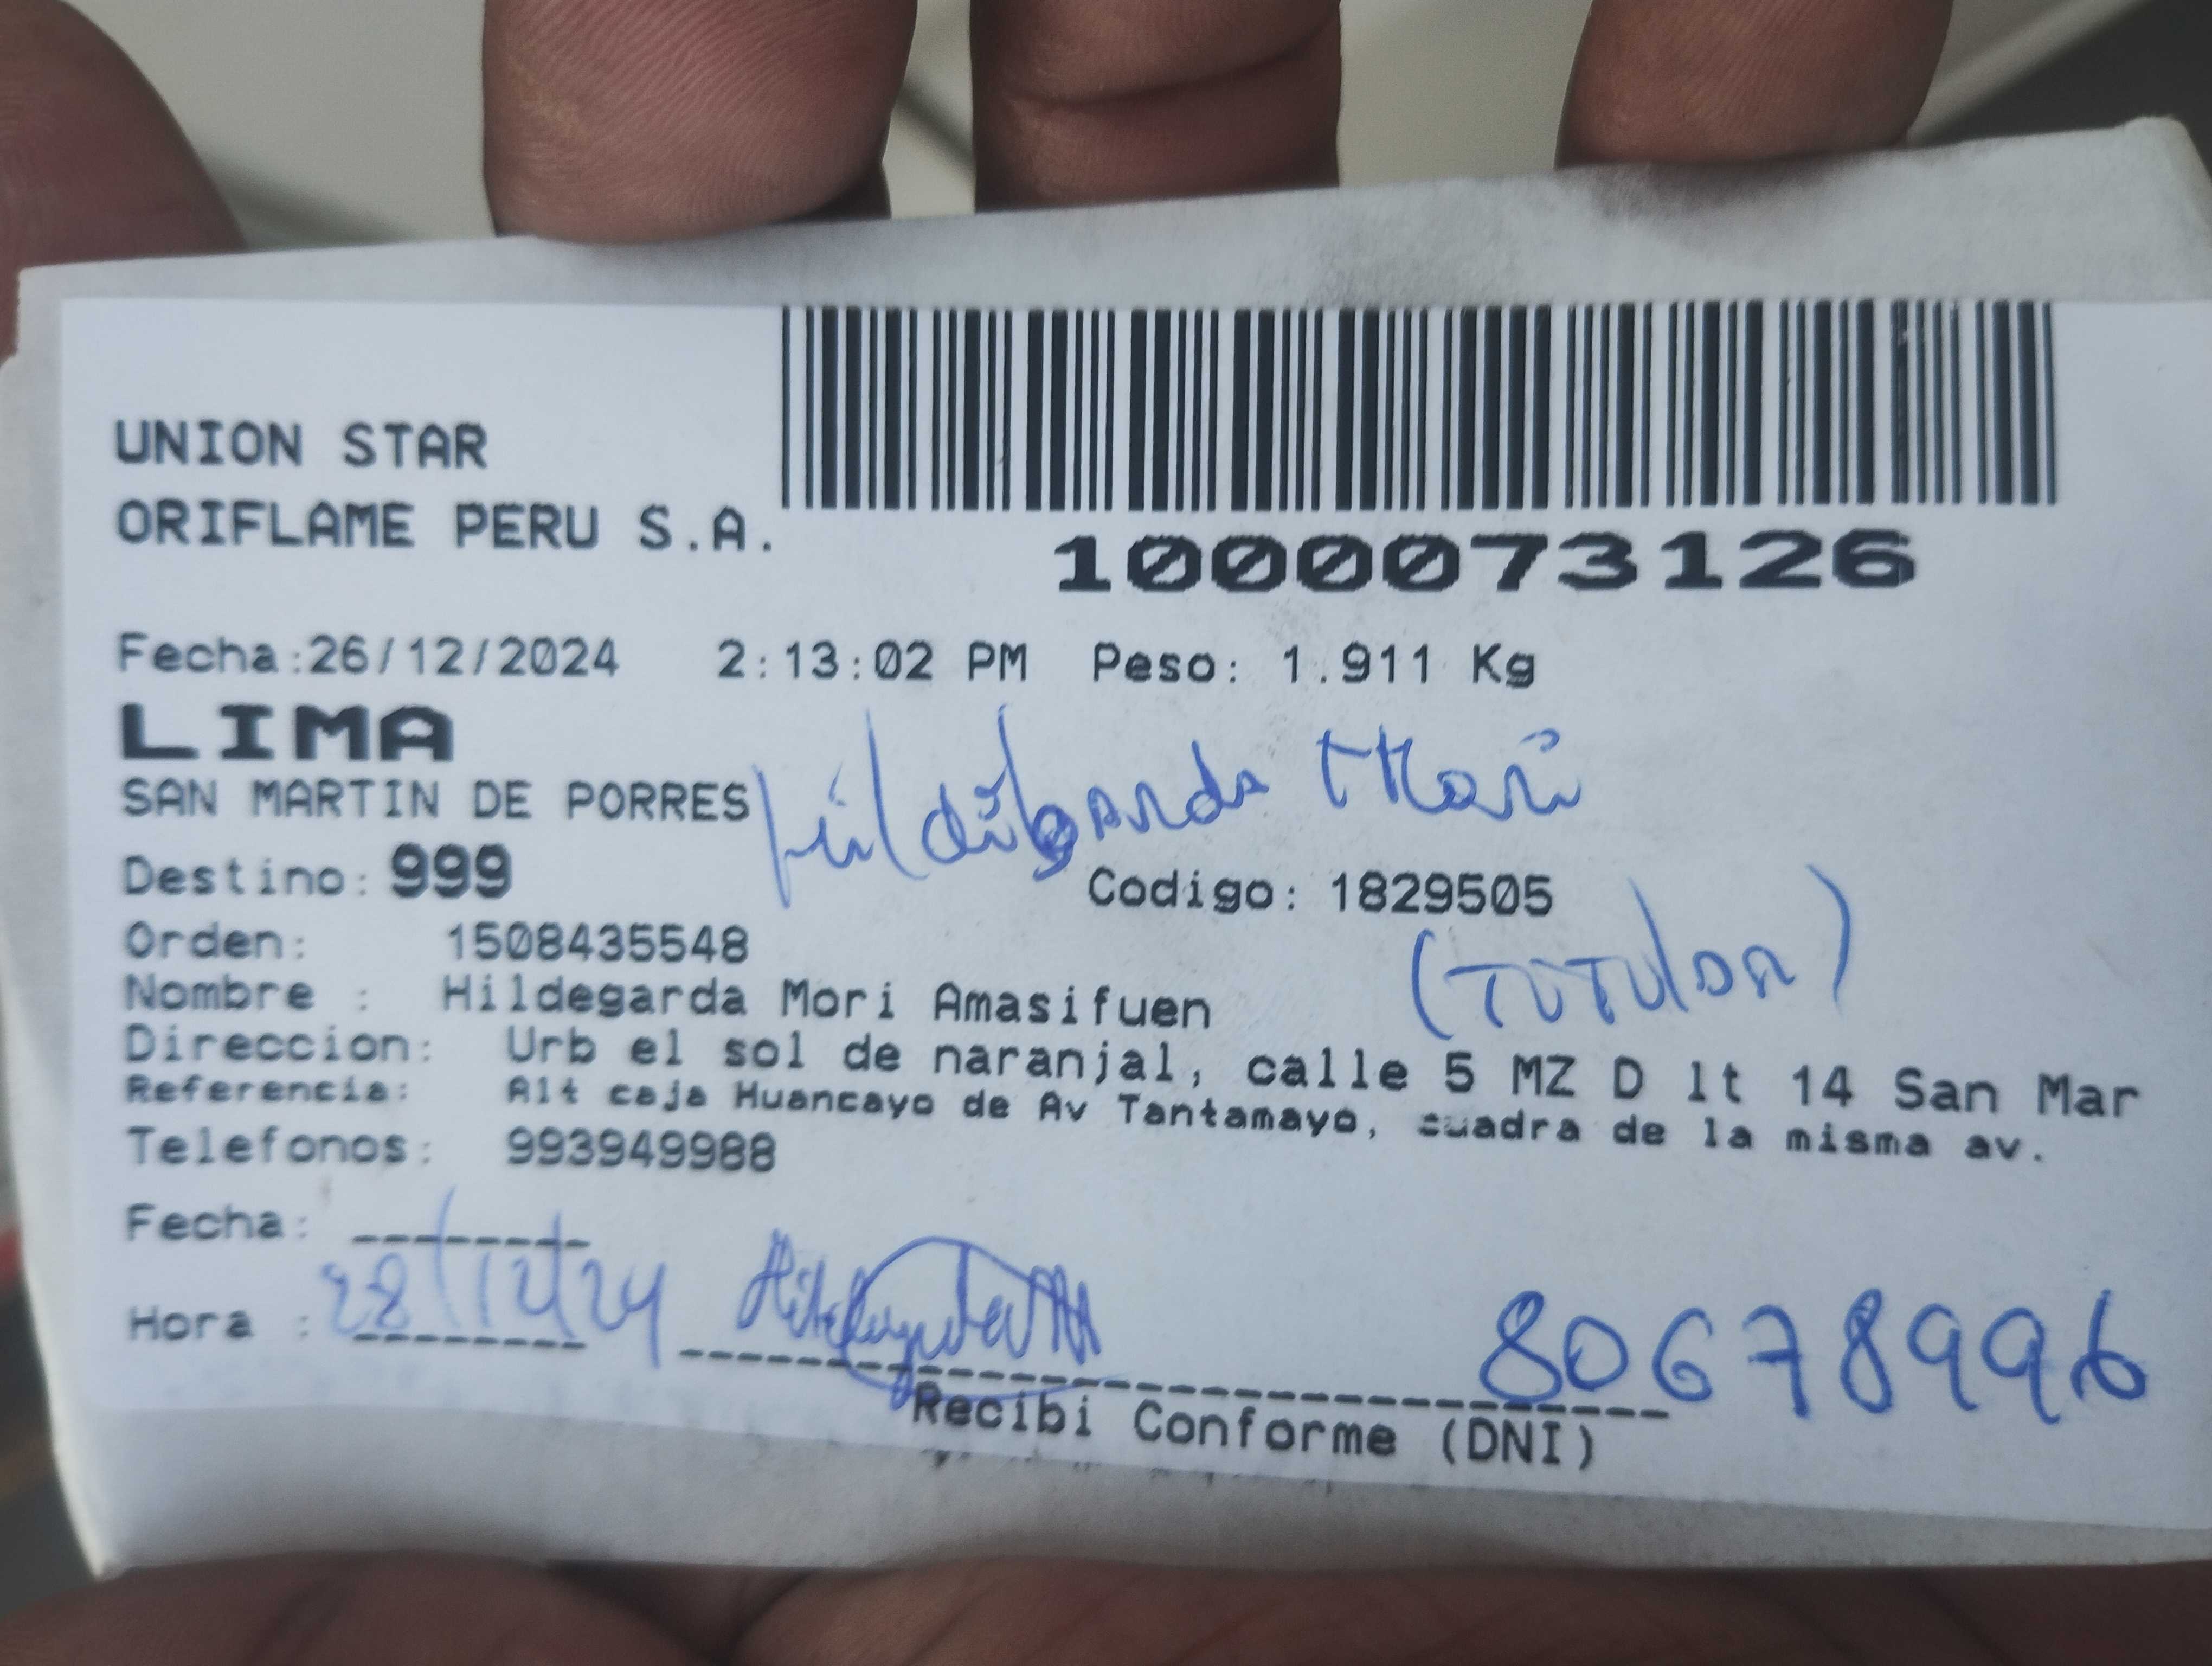 UNION STAR
ORIFLAME PERU S.A.
1000073126
Fecha:26/12/2024 2:13:02 PM Peso: 1.911 Kg
LIMA
SAN MARTIN DE PORRES
Hildegarda Mori
Destino: 999
Codigo: 1829505
Orden: 1508435548
(TITULAR)
Nombre : Hildegarda Mori Amasifuen
Direccion: Urb el sol de naranjal, calle 5 MZ D lt 14 San Mar
Referencia: Alt caja Huancayo de Av Tantamayo, cuadra de la misma av.
Telefonos: 993949988
Fecha:
28/12/24
Hora :
80678996
Recibi Conforme (DNI)